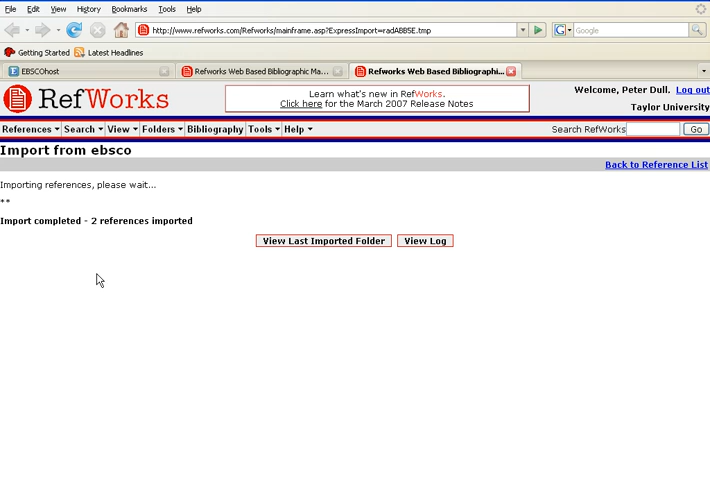 File Edit View History Bookmarks Tools Help
http://www.refworks.com/Refworks/mainframe.asp?ExpressImport=radABB5E.tmp
G Google
Getting Started Latest Headlines
EBSCOhost
Refworks Web Based Bibliographic Ma...
Refworks Web Based Bibliographi...
RefWorks
Learn what's new in RefWorks.
Click here for the March 2007 Release Notes
Welcome, Peter Dull. Log out
Taylor University
References Search View Folders Bibliography Tools Help Search RefWorks Go
Import from ebsco
Back to Reference List
Importing references, please wait...
**
Import completed - 2 references imported
View Last Imported Folder View Log